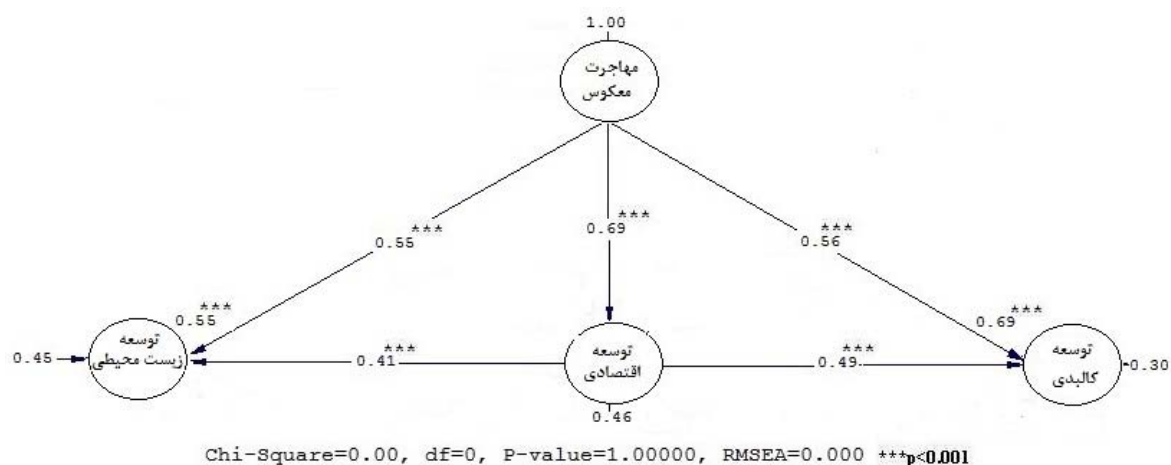 1.00
مهاجرت
معکوس
0.55***
0.69***
0.56***
0.55***
0.69***
0.45
توسعه
زیست محیطی
0.41***
توسعه
اقتصادی
0.49***
توسعه
کالبدی
0.30
0.46
Chi-Square=0.00, df=0, P-value=1.00000, RMSEA=0.000 ***p<0.001